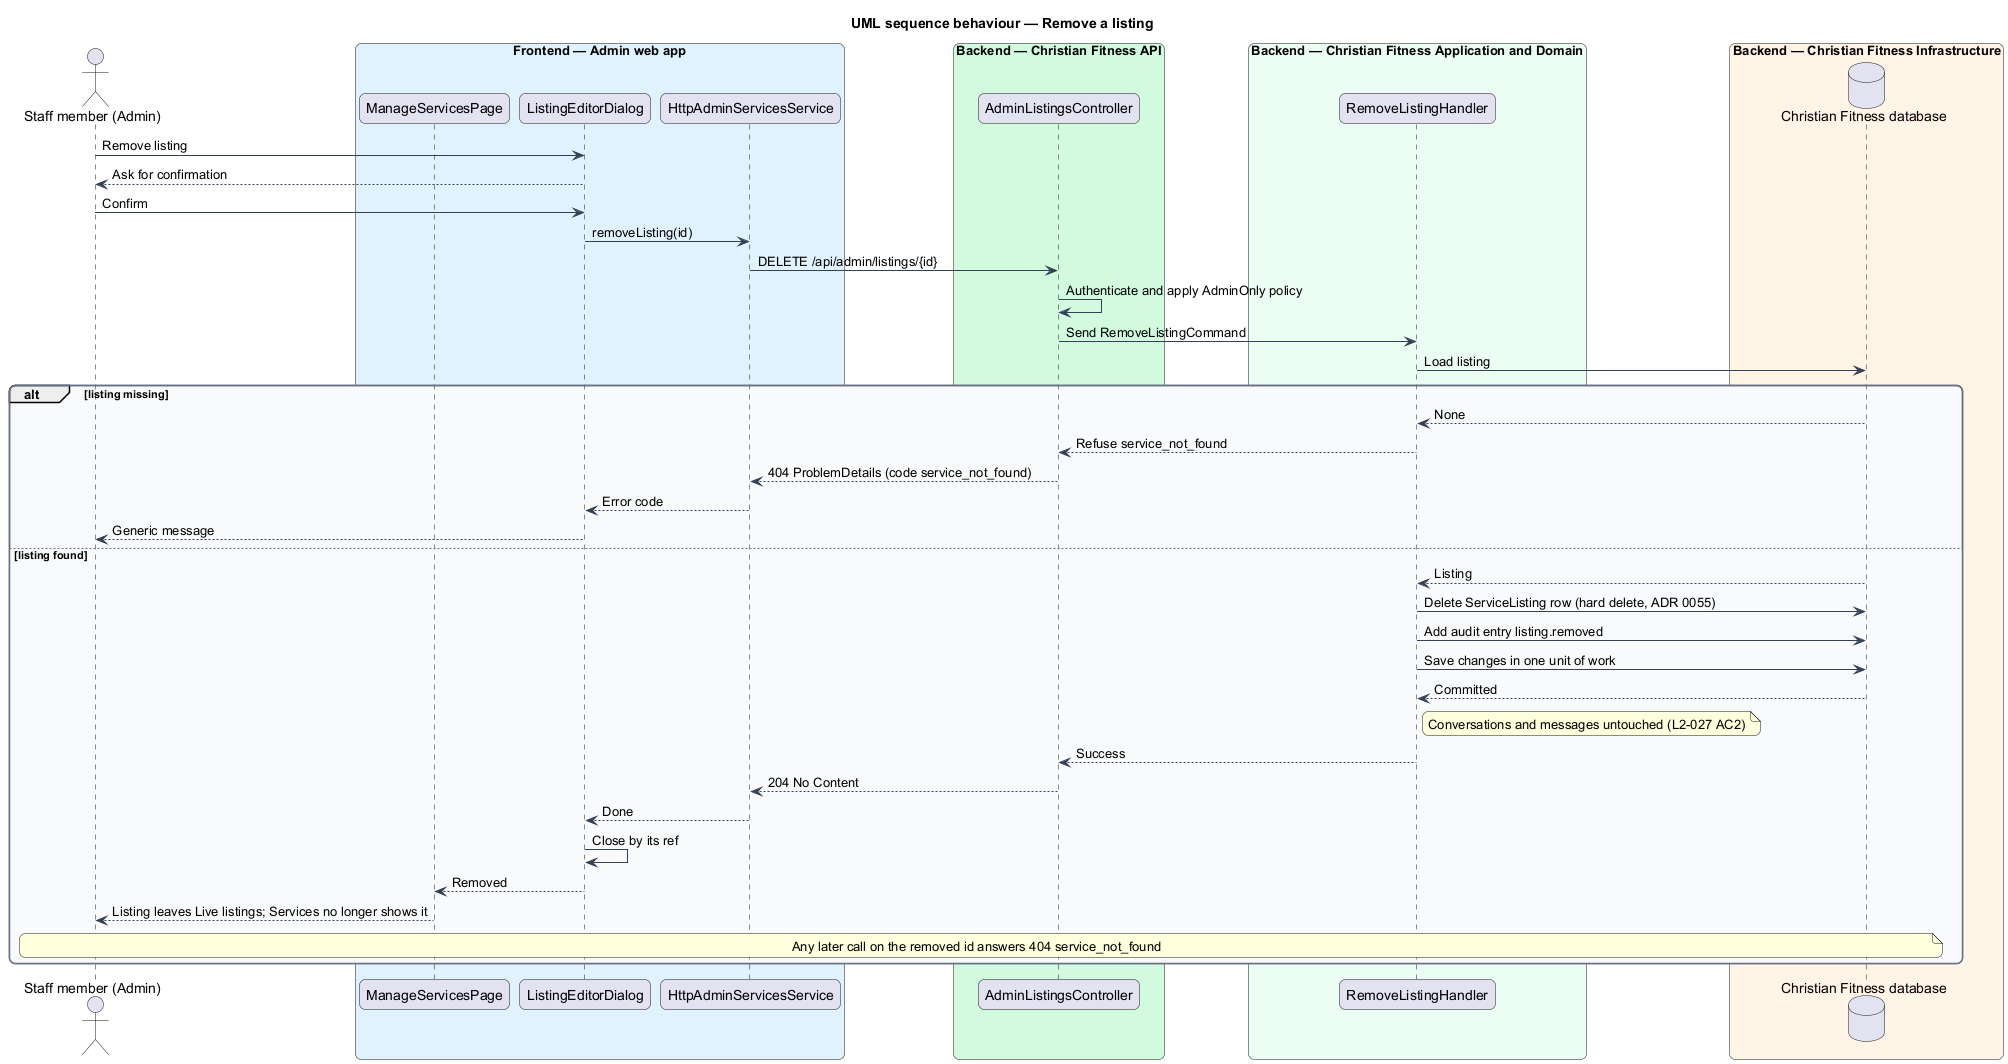 UML sequence behaviour — Remove a listing
Frontend — Admin web app
Backend — Christian Fitness API
Backend — Christian Fitness Application and Domain
Backend — Christian Fitness Infrastructure
Staff member (Admin)
ManageServicesPage
ListingEditorDialog
HttpAdminServicesService
AdminListingsController
RemoveListingHandler
Christian Fitness database
Remove listing
Ask for confirmation
Confirm
removeListing(id)
DELETE /api/admin/listings/{id}
Authenticate and apply AdminOnly policy
Send RemoveListingCommand
Load listing
alt
[listing missing]
None
Refuse service_not_found
404 ProblemDetails (code service_not_found)
Error code
Generic message
[listing found]
Listing
Delete ServiceListing row (hard delete, ADR 0055)
Add audit entry listing.removed
Save changes in one unit of work
Committed
Conversations and messages untouched (L2-027 AC2)
Success
204 No Content
Done
Close by its ref
Removed
Listing leaves Live listings; Services no longer shows it
Any later call on the removed id answers 404 service_not_found
Staff member (Admin)
ManageServicesPage
ListingEditorDialog
HttpAdminServicesService
AdminListingsController
RemoveListingHandler
Christian Fitness database